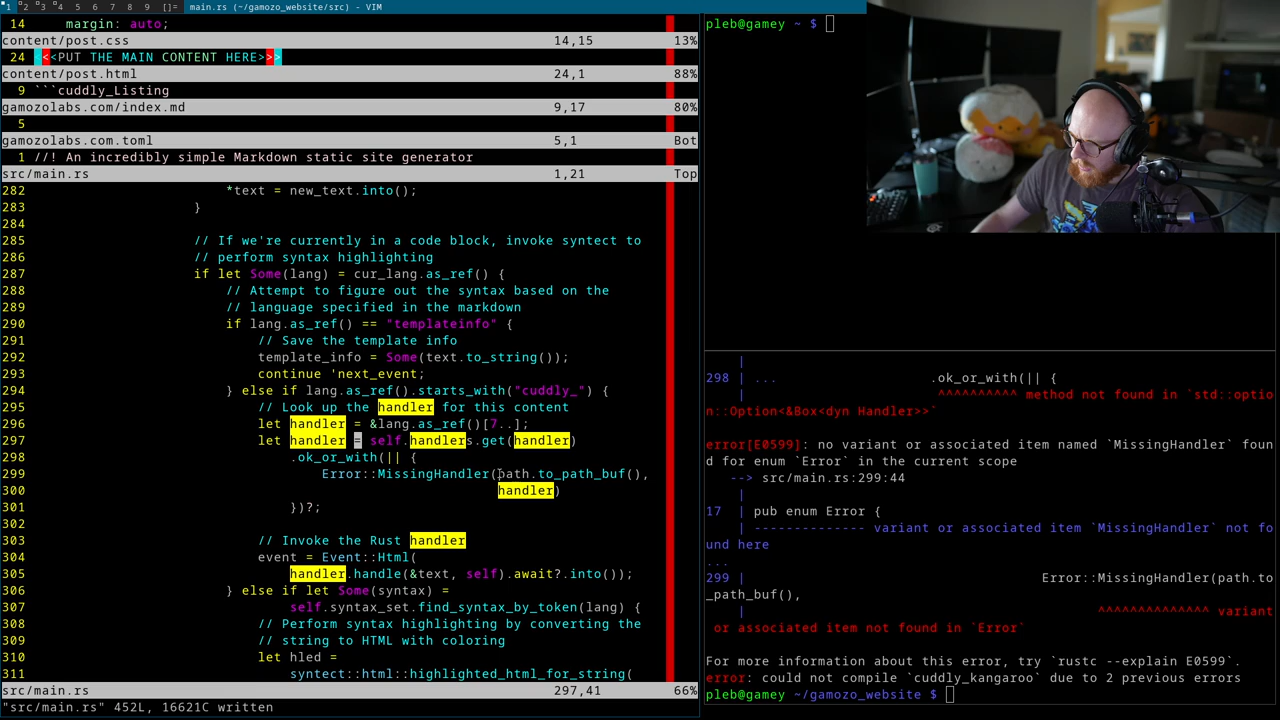 1 2 3 4 5 6 7 8 9 []= main.rs (~/gamozo_website/src) - VIM
14 margin: auto;
content/post.css 14,15 13%
24 <<<PUT THE MAIN CONTENT HERE>>>
content/post.html 24,1 88%
9 ```cuddly_Listing
gamozolabs.com/index.md 9,17 80%
5
gamozolabs.com.toml 5,1 Bot
1 //! An incredibly simple Markdown static site generator
src/main.rs 1,21 Top
282 *text = new_text.into();
283 }
284
285 // If we're currently in a code block, invoke syntect to
286 // perform syntax highlighting
287 if let Some(lang) = cur_lang.as_ref() {
288 // Attempt to figure out the syntax based on the
289 // language specified in the markdown
290 if lang.as_ref() == "templateinfo" {
291 // Save the template info
292 template_info = Some(text.to_string());
293 continue 'next_event;
294 } else if lang.as_ref().starts_with("cuddly_") {
295 // Look up the handler for this content
296 let handler = &lang.as_ref()[7..];
297 let handler = self.handlers.get(handler)
298 .ok_or_with(|| {
299 Error::MissingHandler(path.to_path_buf(),
300 handler)
301 })?;
302
303 // Invoke the Rust handler
304 event = Event::Html(
305 handler.handle(&text, self).await?.into());
306 } else if let Some(syntax) =
307 self.syntax_set.find_syntax_by_token(lang) {
308 // Perform syntax highlighting by converting the
309 // string to HTML with coloring
310 let hled =
311 syntect::html::highlighted_html_for_string(
src/main.rs 297,41 66%
"src/main.rs" 452L, 16621C written
pleb@gamey ~ $
|
298 | ... .ok_or_with(|| {
| ^^^^^^^^^^ method not found in `std::optio
n::Option<&Box<dyn Handler>>`
error[E0599]: no variant or associated item named `MissingHandler` foun
d for enum `Error` in the current scope
--> src/main.rs:299:44
|
17 | pub enum Error {
| -------------- variant or associated item `MissingHandler` not fo
und here
...
299 | Error::MissingHandler(path.to
_path_buf(),
| ^^^^^^^^^^^^^^ variant
or associated item not found in `Error`
For more information about this error, try `rustc --explain E0599`.
error: could not compile `cuddly_kangaroo` due to 2 previous errors
pleb@gamey ~/gamozo_website $